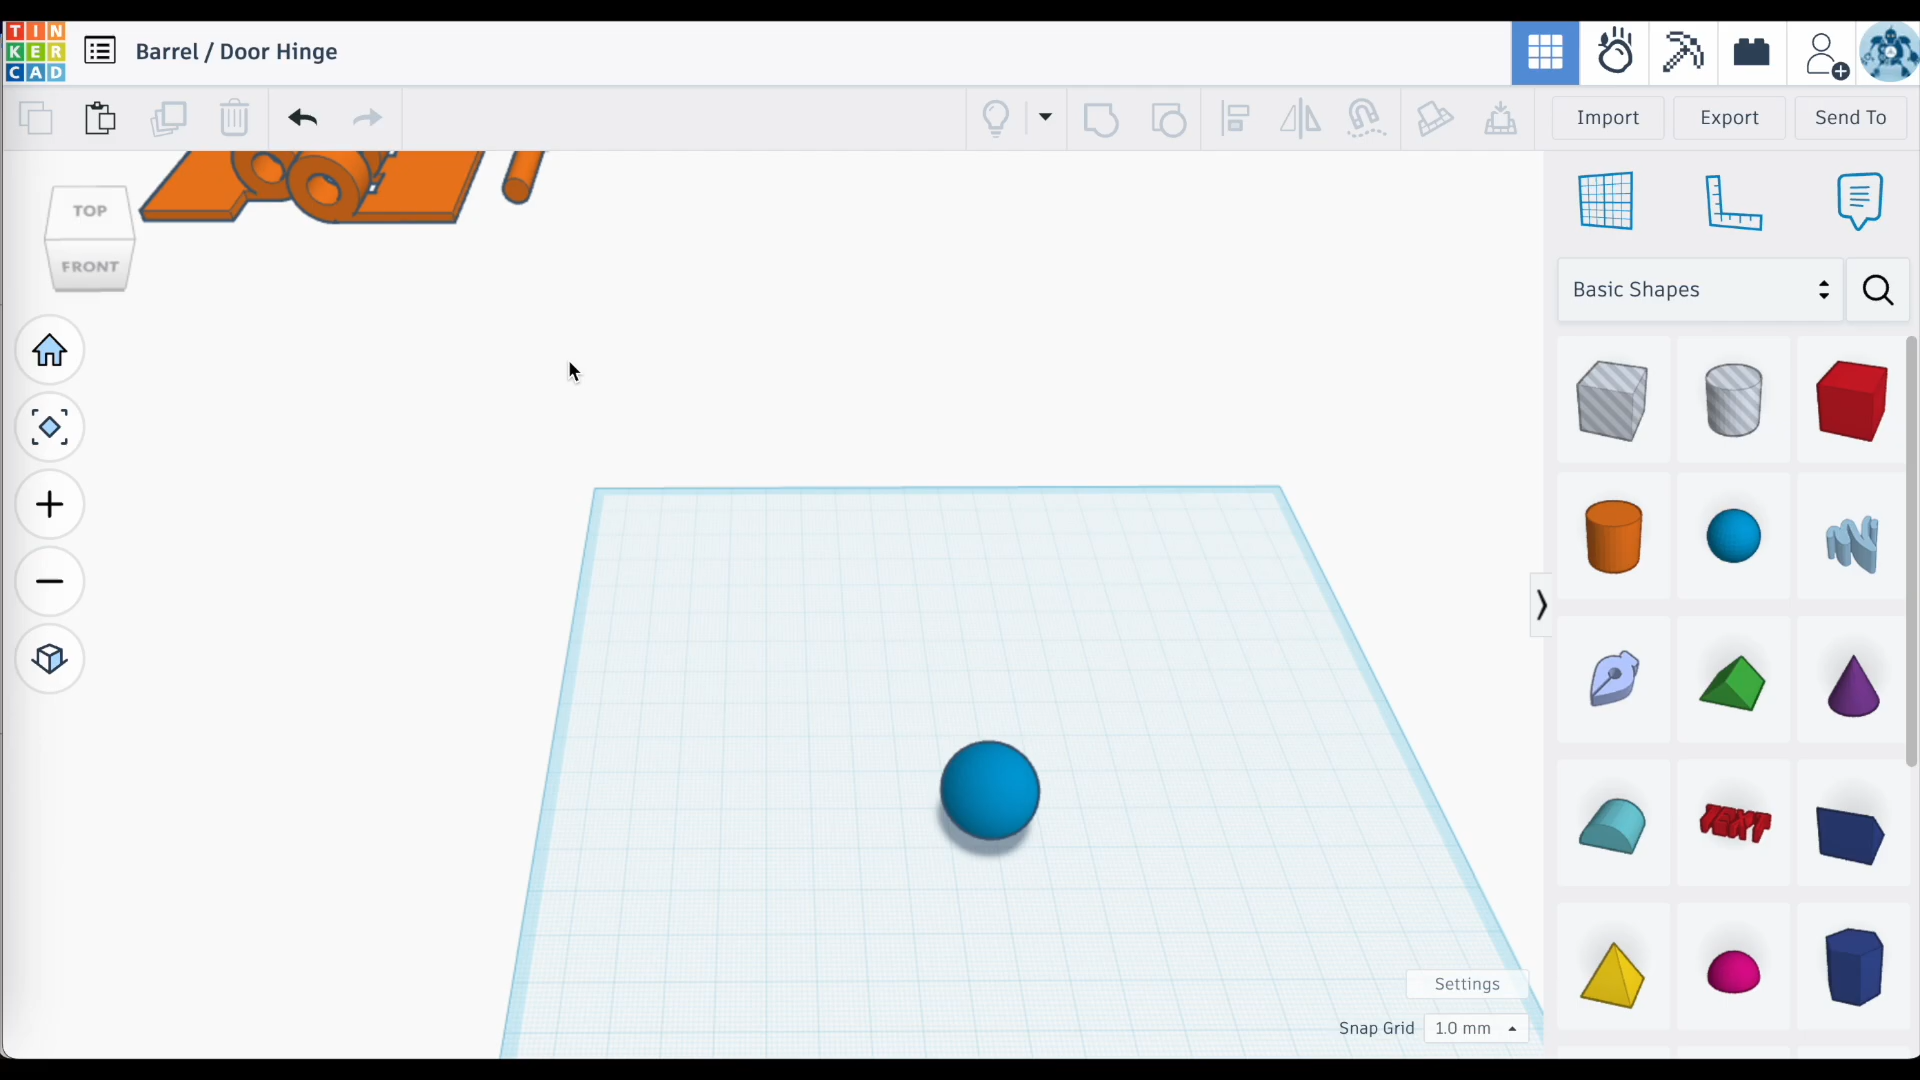 TIN
KER
CAD
Barrel / Door Hinge
Import
Export
Send To
TOP
FRONT
Basic Shapes
TEXT
Settings
Snap Grid 1.0 mm